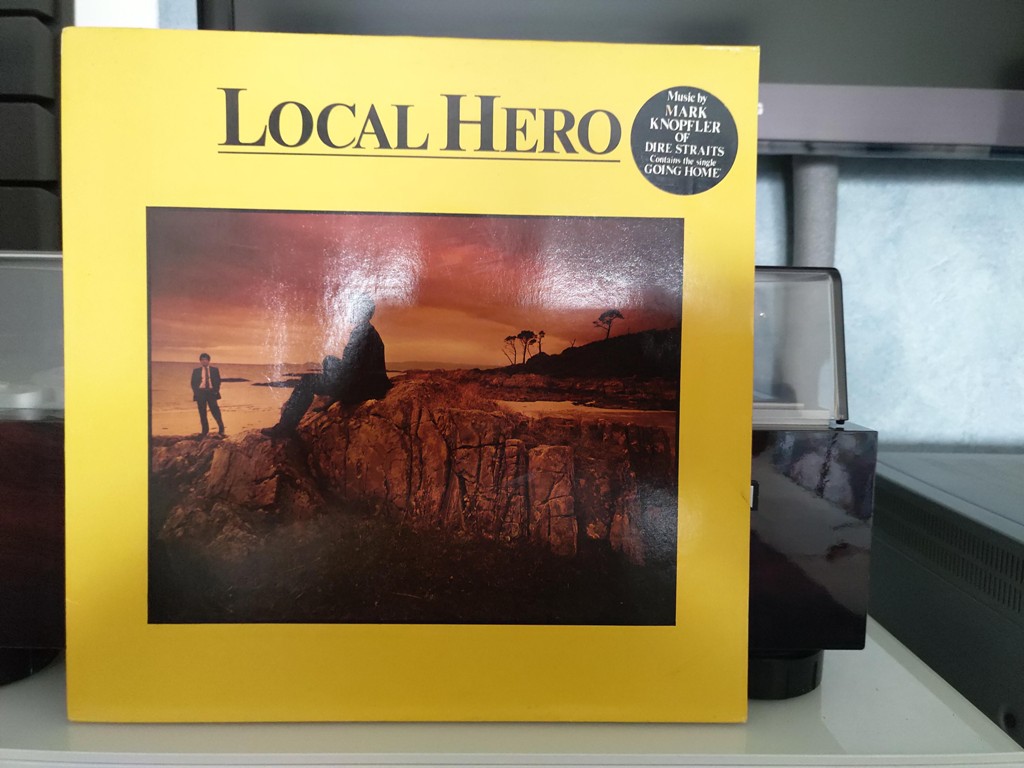 LOCAL HERO
Music by
MARK
KNOPFLER
OF
DIRE STRAITS
Contains the single
GOING HOME